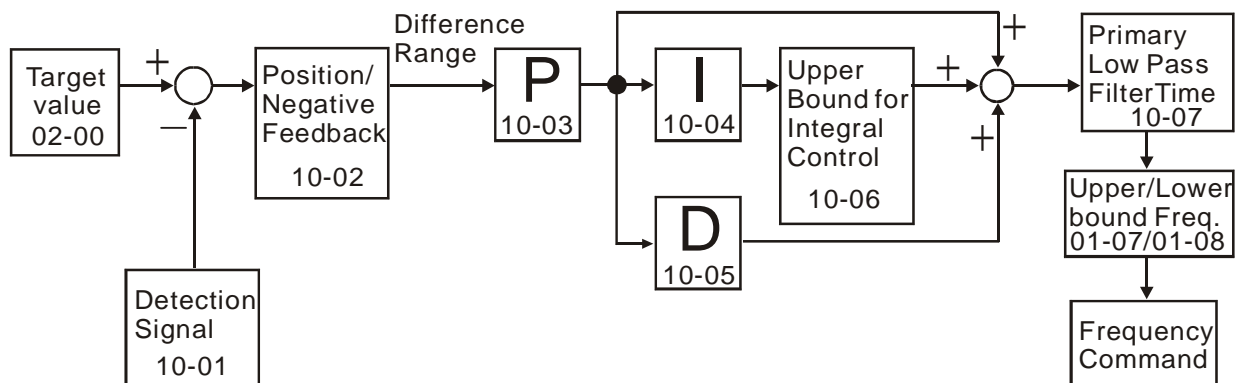 Target
value
02-00
+
−
Detection
Signal
10-01
Position/
Negative
Feedback
10-02
Difference
Range
P
10-03
I
10-04
D
10-05
Upper
Bound for
Integral
Control
10-06
+
+
+
Primary
Low Pass
FilterTime
10-07
Upper/Lower
bound Freq.
01-07/01-08
Frequency
Command